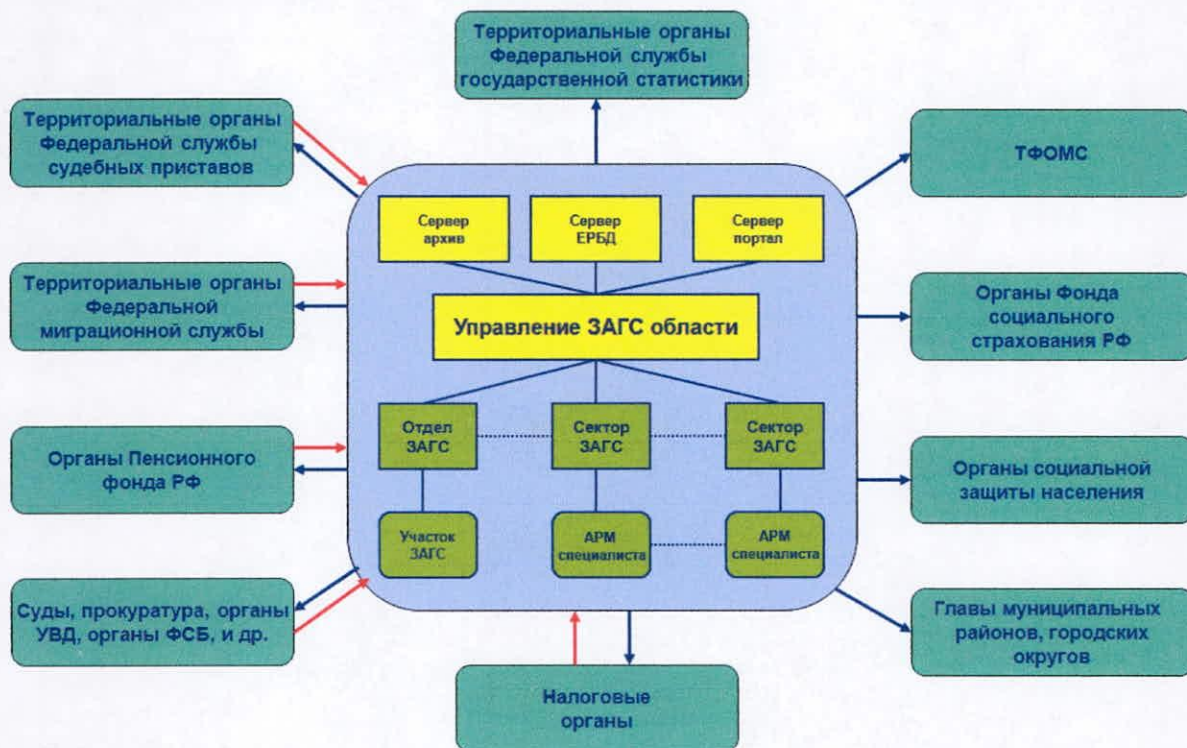 Территориальные органы
Федеральной службы
государственной статистики
Территориальные органы
Федеральной службы
судебных приставов
ТФОМС
Сервер
архив
Сервер
ЕРБД
Сервер
портал
Территориальные органы
Федеральной
миграционной службы
Управление ЗАГС области
Органы Фонда
социального
страхования РФ
Отдел
ЗАГС
Сектор
ЗАГС
Сектор
ЗАГС
Органы Пенсионного
фонда РФ
Органы социальной
защиты населения
Участок
ЗАГС
АРМ
специалиста
АРМ
специалиста
Суды, прокуратура, органы
УВД, органы ФСБ, и др.
Главы муниципальных
районов, городских
округов
Налоговые
органы